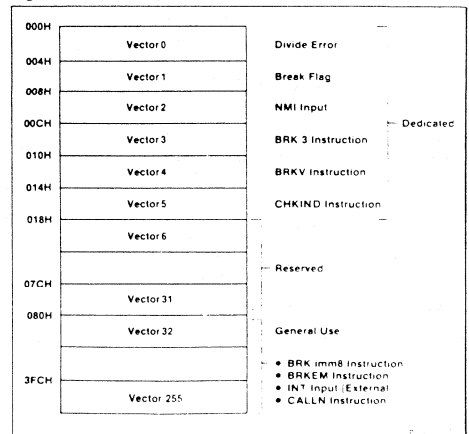 000H
Vector 0 Divide Error
004H
Vector 1 Break Flag
008H
Vector 2 NMI Input
00CH Dedicated
Vector 3 BRK 3 Instruction
010H
Vector 4 BRKV Instruction
014H
Vector 5 CHKIND Instruction
018H
Vector 6
Reserved
07CH
Vector 31
080H
Vector 32 General Use
• BRK imm8 Instruction
• BRKEM Instruction
3FCH
• INT Input (External
Vector 255 • CALLN Instruction